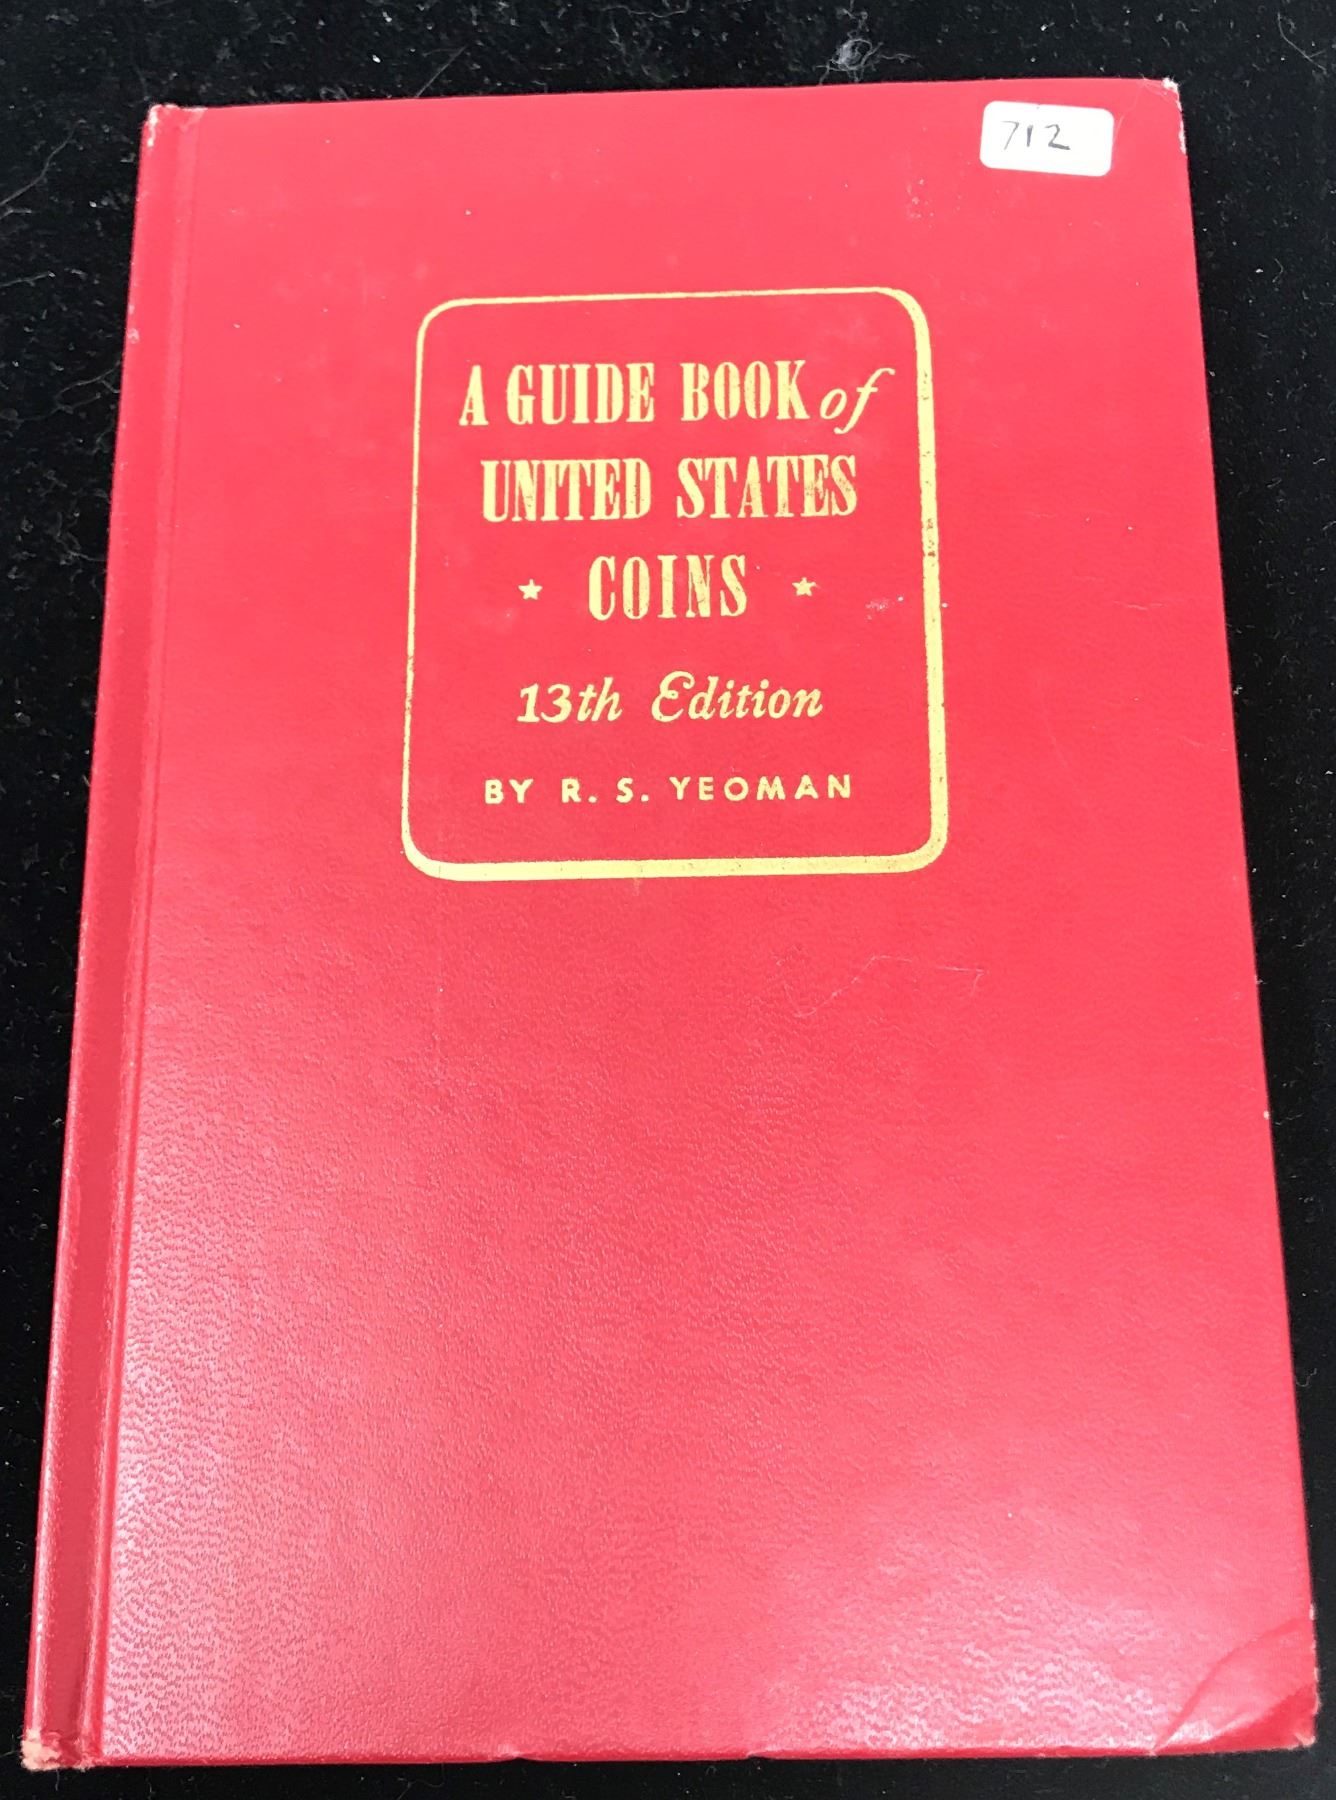 712
A GUIDE BOOK of
UNITED STATES
★ COINS ★
13th Edition
BY R. S. YEOMAN